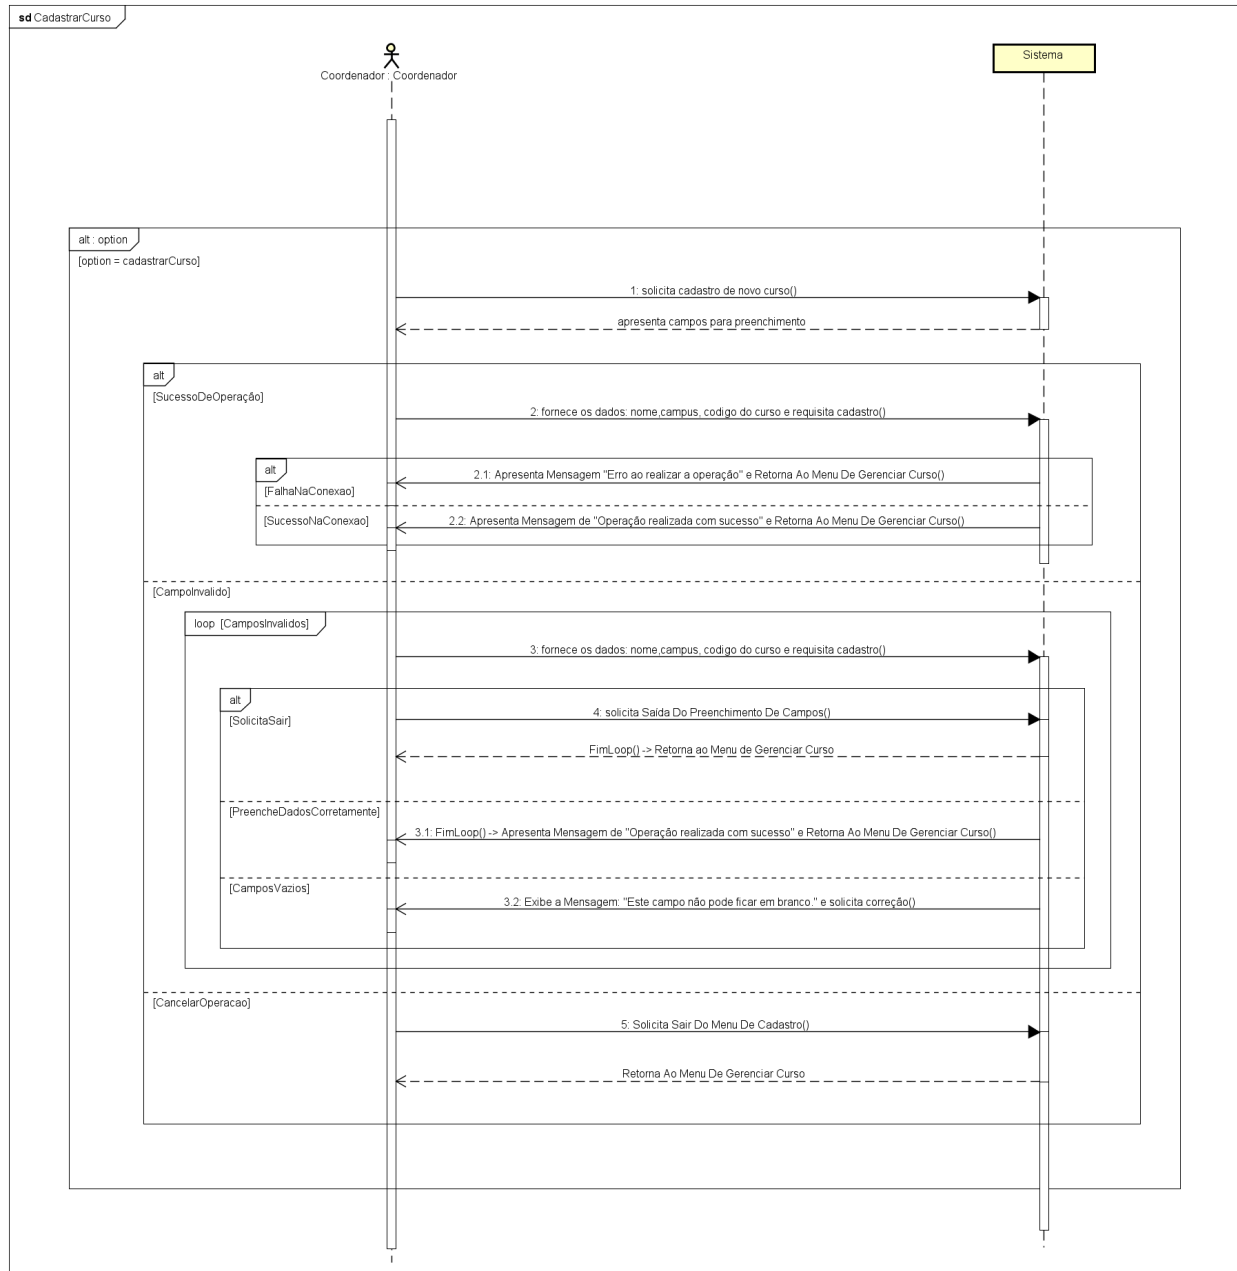 sd CadastrarCurso
Coordenador : Coordenador
Sistema
alt : option
[option = cadastrarCurso]
1: solicita cadastro de novo curso()
apresenta campos para preenchimento
alt
[SucessoDeOperação]
2: fornece os dados: nome,campus, codigo do curso e requisita cadastro()
alt
2.1: Apresenta Mensagem "Erro ao realizar a operação" e Retorna Ao Menu De Gerenciar Curso()
[FalhaNaConexao]
[SucessoNaConexao]
2.2: Apresenta Mensagem de "Operação realizada com sucesso" e Retorna Ao Menu De Gerenciar Curso()
[CampoInvalido]
loop [CamposInvalidos]
3: fornece os dados: nome,campus, codigo do curso e requisita cadastro()
alt
[SolicitaSair]
4: solicita Saída Do Preenchimento De Campos()
FimLoop() -> Retorna ao Menu de Gerenciar Curso
[PreencheDadosCorretamente]
3.1: FimLoop() -> Apresenta Mensagem de "Operação realizada com sucesso" e Retorna Ao Menu De Gerenciar Curso()
[CamposVazios]
3.2: Exibe a Mensagem: "Este campo não pode ficar em branco." e solicita correção()
[CancelarOperacao]
5: Solicita Sair Do Menu De Cadastro()
Retorna Ao Menu De Gerenciar Curso